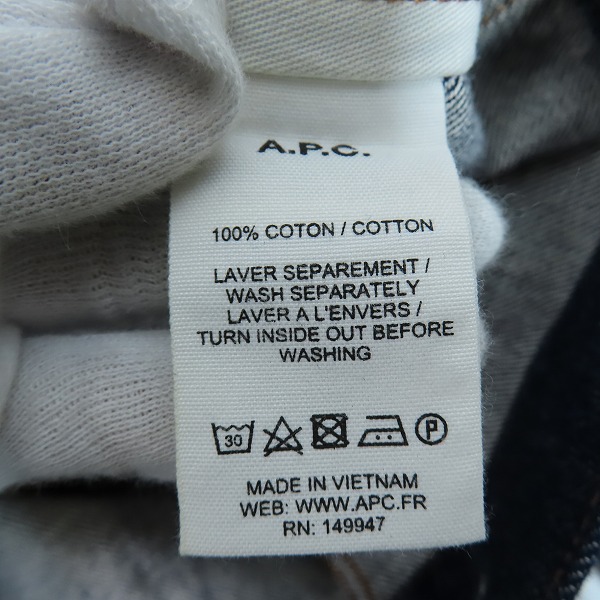 A.P.C.
100% COTON / COTTON
LAVER SEPAREMENT /
WASH SEPARATELY
LAVER A L'ENVERS /
TURN INSIDE OUT BEFORE
WASHING
30 P
MADE IN VIETNAM
WEB: WWW.APC.FR
RN: 149947